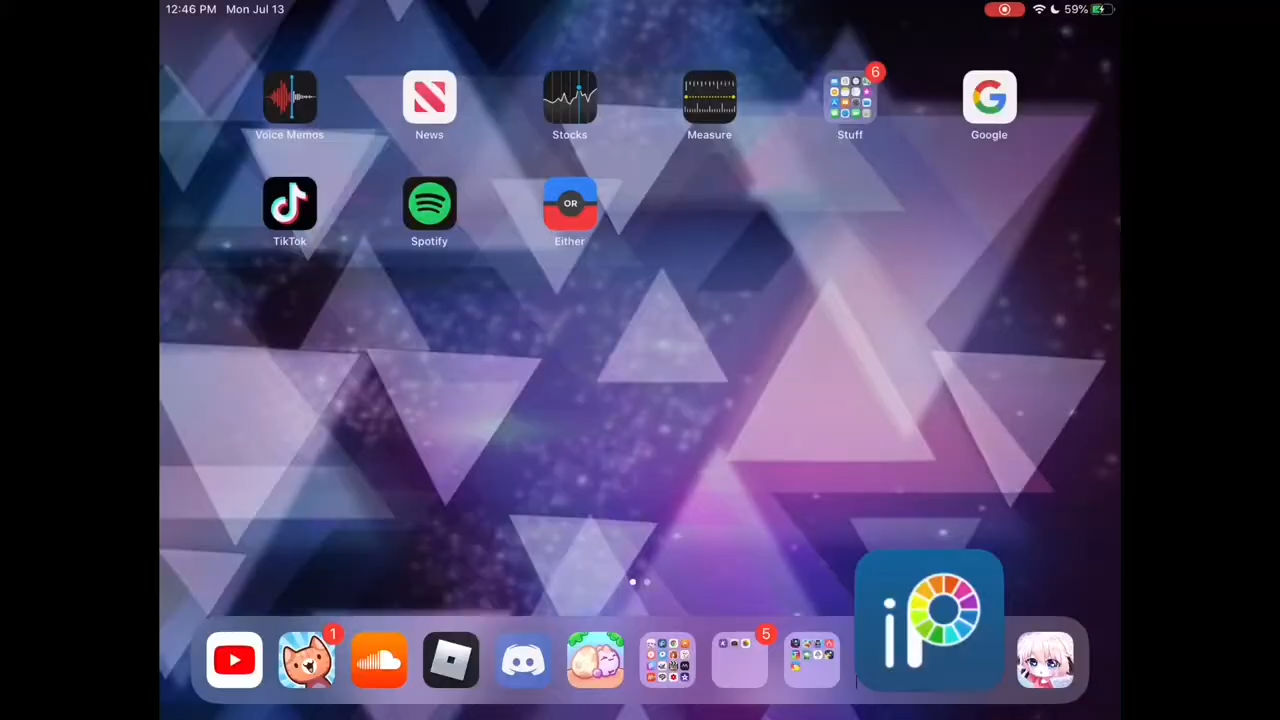 12:46 PM Mon Jul 13 59%
6
Voice Memos News Stocks Measure Stuff Google
OR
TikTok Spotify Either
iP
1
5